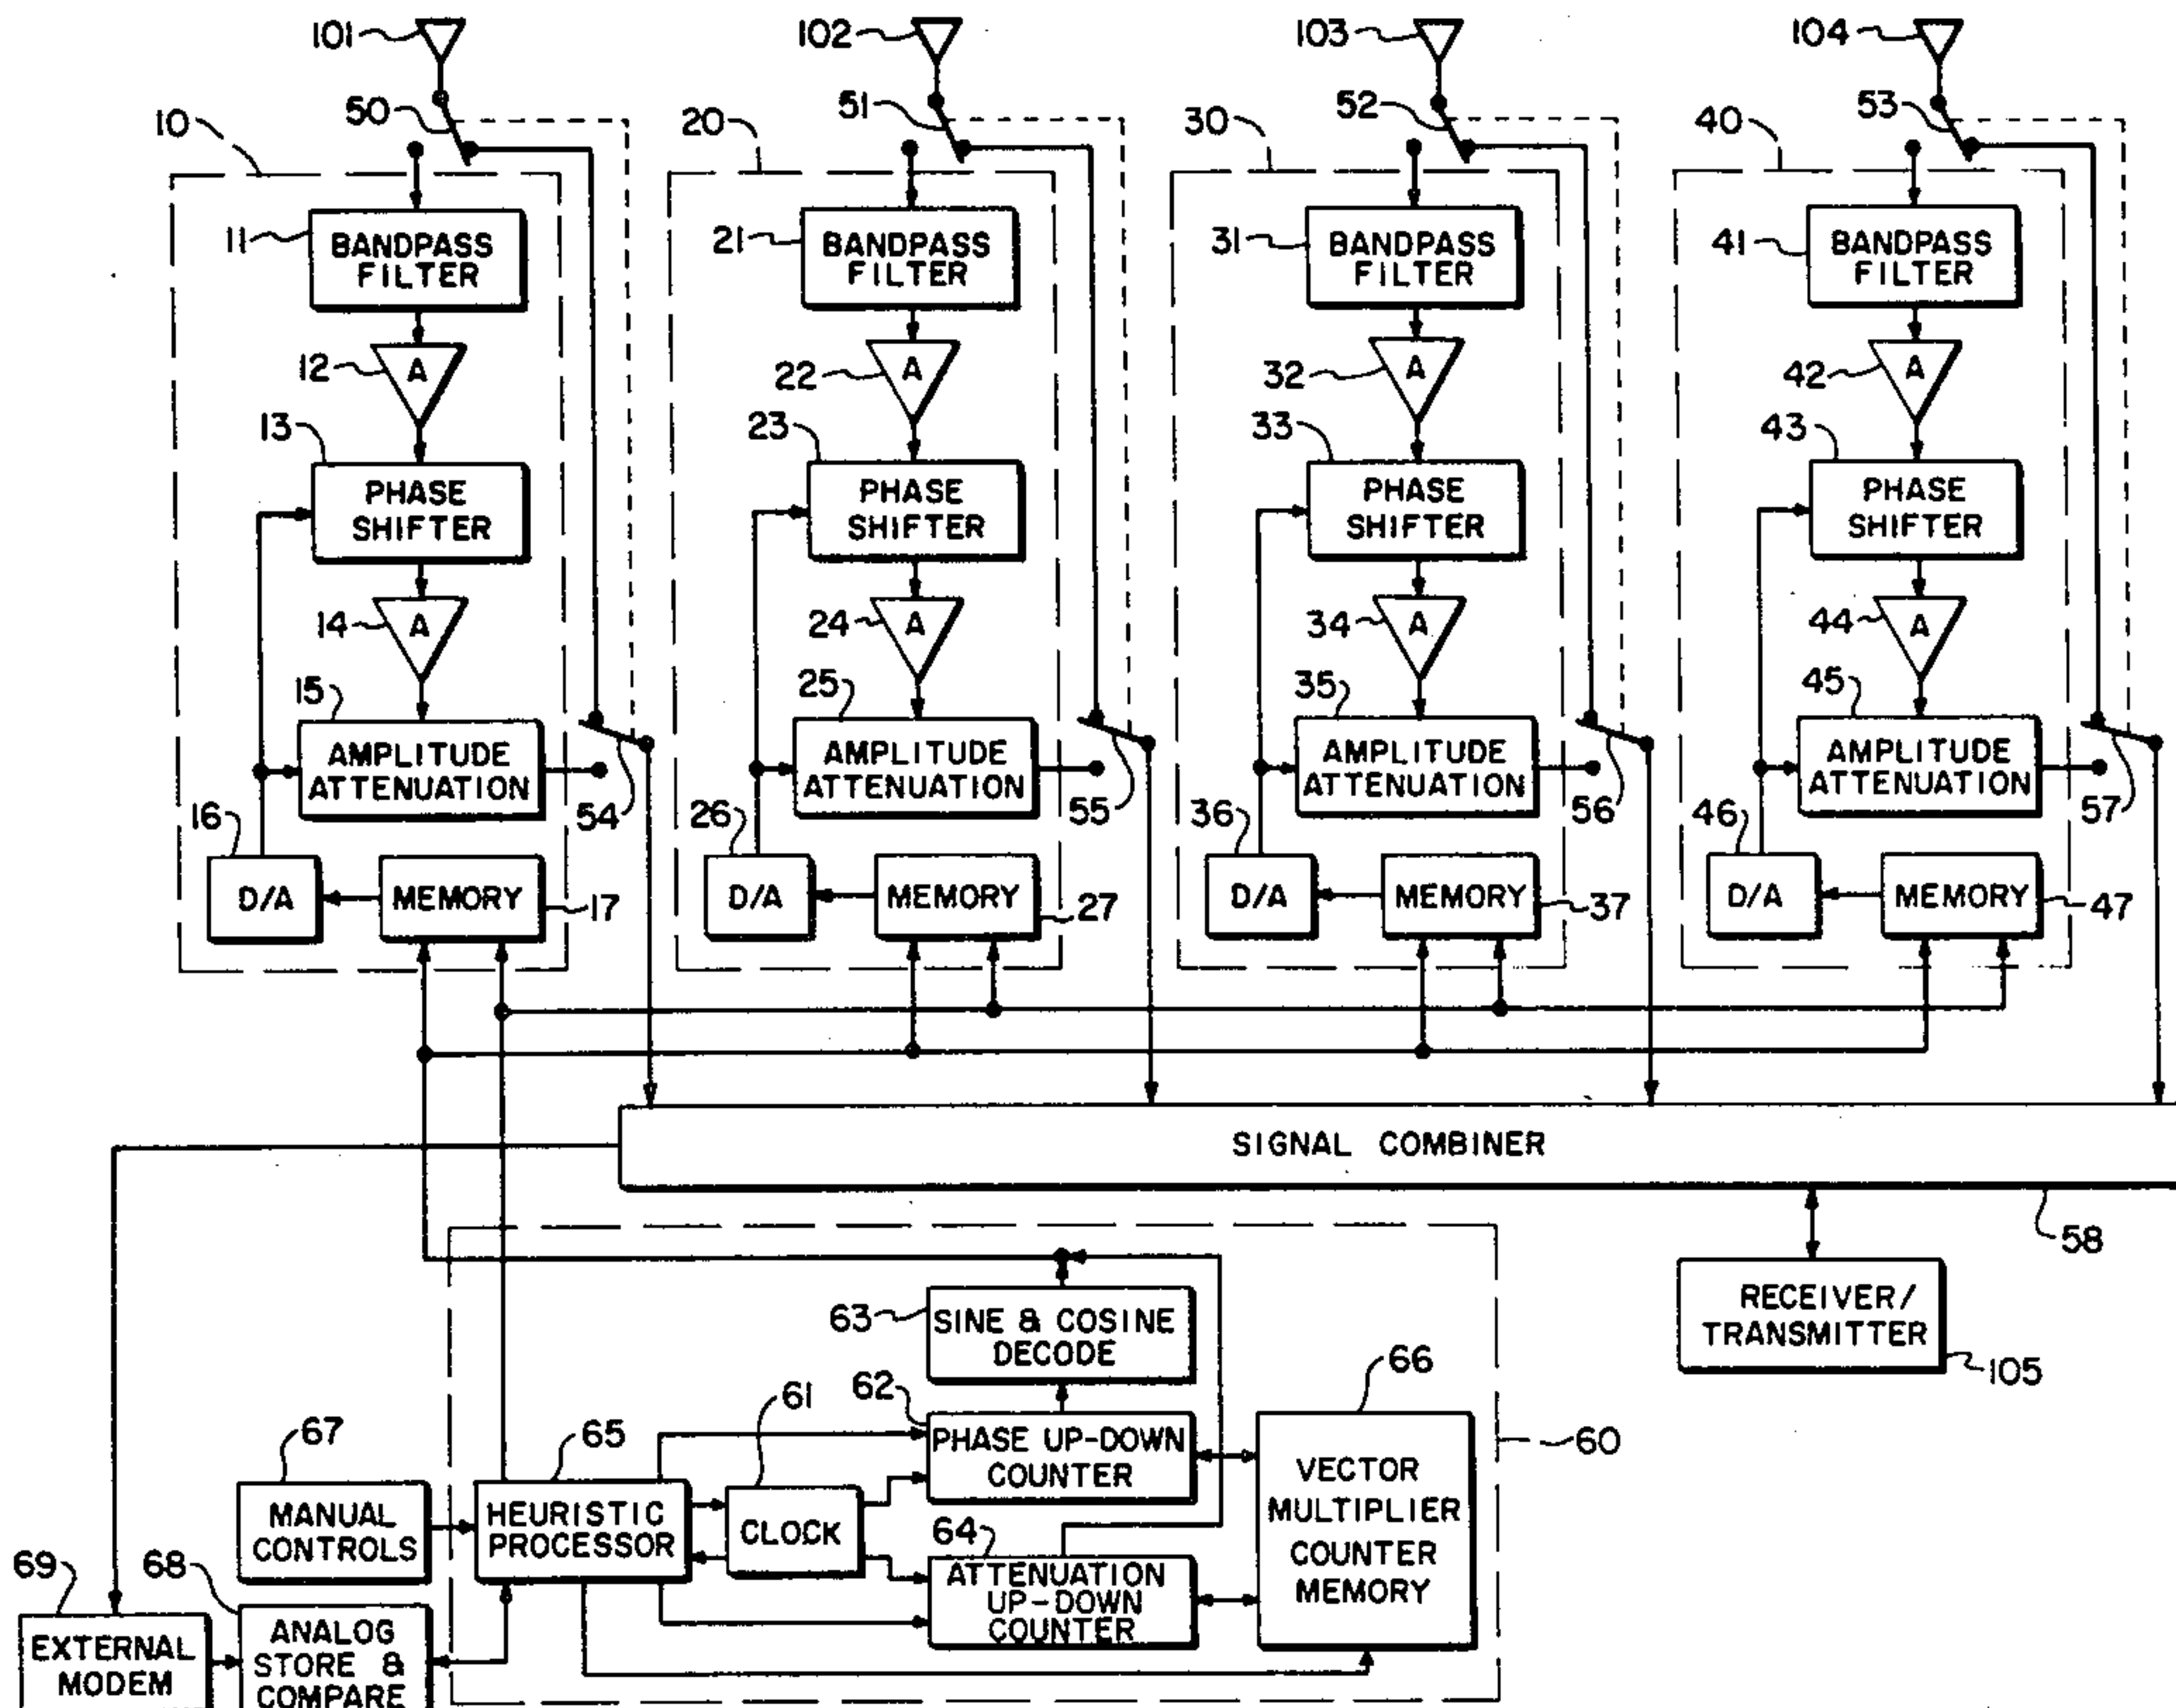 101 102 103 104
50 51 52 53
10 20 30 40
11 BANDPASS FILTER 21 BANDPASS FILTER 31 BANDPASS FILTER 41 BANDPASS FILTER
12 A 22 A 32 A 42 A
13 PHASE SHIFTER 23 PHASE SHIFTER 33 PHASE SHIFTER 43 PHASE SHIFTER
14 A 24 A 34 A 44 A
15 AMPLITUDE ATTENUATION 25 AMPLITUDE ATTENUATION 35 AMPLITUDE ATTENUATION 45 AMPLITUDE ATTENUATION
54 55 56 57
16 D/A MEMORY 17 26 D/A MEMORY 27 36 D/A MEMORY 37 46 D/A MEMORY 47
SIGNAL COMBINER
58
RECEIVER/
TRANSMITTER
105
63 SINE & COSINE
DECODE
62 PHASE UP-DOWN
COUNTER
66
VECTOR
MULTIPLIER
COUNTER
MEMORY
60
61
CLOCK
67
MANUAL
CONTROLS
65
HEURISTIC
PROCESSOR
64
ATTENUATION
UP-DOWN
COUNTER
69
EXTERNAL
MODEM
68
ANALOG
STORE &
COMPARE